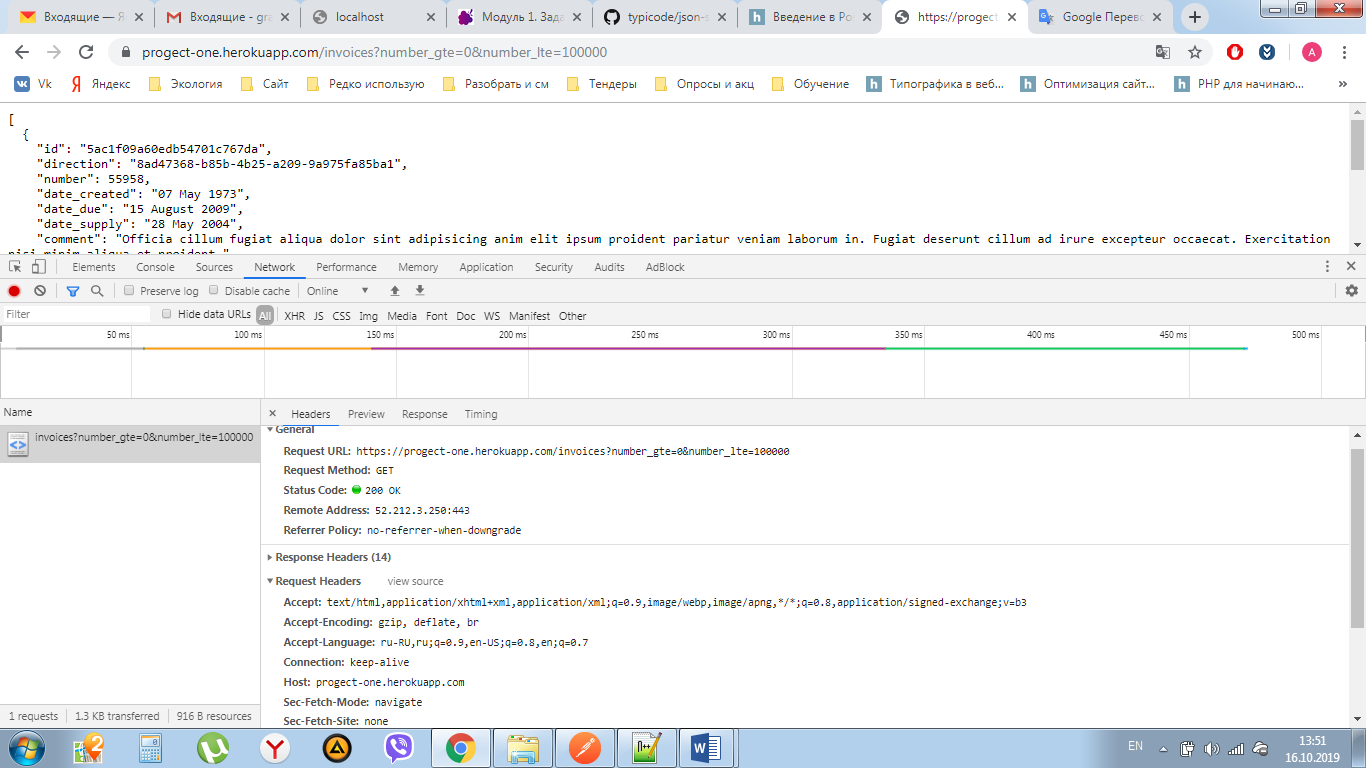 Входящие — Я
Входящие - gra
localhost
Модуль 1. Зада
typicode/json-s
Введение в Po
https://progect
Google Перево
progect-one.herokuapp.com/invoices?number_gte=0&number_lte=100000
A
Vk
Яндекс
Экология
Сайт
Редко использую
Разобрать и см
Тендеры
Опросы и акц
Обучение
Типографика в веб...
Оптимизация сайт...
PHP для начинаю...
[
{
"id": "5ac1f09a60edb54701c767da",
"direction": "8ad47368-b85b-4b25-a209-9a975fa85ba1",
"number": 55958,
"date_created": "07 May 1973",
"date_due": "15 August 2009",
"date_supply": "28 May 2004",
"comment": "Officia cillum fugiat aliqua dolor sint adipisicing anim elit ipsum proident pariatur veniam laborum in. Fugiat deserunt cillum ad irure excepteur occaecat. Exercitation
nisi minim aliqua et proident."
Elements Console Sources Network Performance Memory Application Security Audits AdBlock
Preserve log Disable cache Online
Filter Hide data URLs All XHR JS CSS Img Media Font Doc WS Manifest Other
50 ms 100 ms 150 ms 200 ms 250 ms 300 ms 350 ms 400 ms 450 ms 500 ms
Name
invoices?number_gte=0&number_lte=100000
Headers Preview Response Timing
General
Request URL: https://progect-one.herokuapp.com/invoices?number_gte=0&number_lte=100000
Request Method: GET
Status Code: 200 OK
Remote Address: 52.212.3.250:443
Referrer Policy: no-referrer-when-downgrade
Response Headers (14)
Request Headers view source
Accept: text/html,application/xhtml+xml,application/xml;q=0.9,image/webp,image/apng,*/*;q=0.8,application/signed-exchange;v=b3
Accept-Encoding: gzip, deflate, br
Accept-Language: ru-RU,ru;q=0.9,en-US;q=0.8,en;q=0.7
Connection: keep-alive
Host: progect-one.herokuapp.com
Sec-Fetch-Mode: navigate
Sec-Fetch-Site: none
1 requests 1.3 KB transferred 916 B resources
EN
13:51
16.10.2019